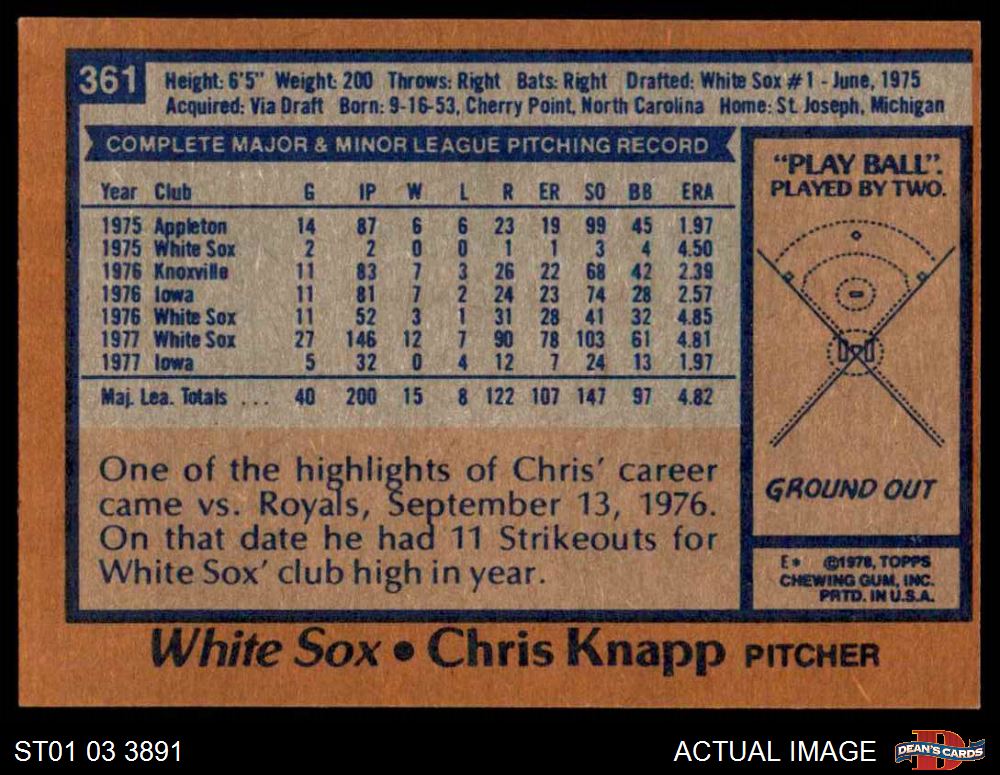 361
Height: 6'5" Weight: 200 Throws: Right Bats: Right Drafted: White Sox #1 - June, 1975
Acquired: Via Draft Born: 9-16-53, Cherry Point, North Carolina Home: St. Joseph, Michigan
COMPLETE MAJOR & MINOR LEAGUE PITCHING RECORD
Year Club G IP W L R ER SO BB ERA
1975 Appleton 14 87 6 6 23 19 99 45 1.97
1975 White Sox 2 2 0 0 1 1 3 4 4.50
1976 Knoxville 11 83 7 3 26 22 68 42 2.39
1976 Iowa 11 81 7 2 24 23 74 28 2.57
1976 White Sox 11 52 3 1 31 28 41 32 4.85
1977 White Sox 27 146 12 7 90 78 103 61 4.81
1977 Iowa 5 32 0 4 12 7 24 13 1.97
Maj. Lea. Totals ... 40 200 15 8 122 107 147 97 4.82
One of the highlights of Chris' career
came vs. Royals, September 13, 1976.
On that date he had 11 Strikeouts for
White Sox' club high in year.
"PLAY BALL".
PLAYED BY TWO.
GROUND OUT
E* ©1978, TOPPS
CHEWING GUM, INC.
PRTD. IN U.S.A.
White Sox • Chris Knapp PITCHER
ST01 03 3891
ACTUAL IMAGE
DEAN'S CARDS